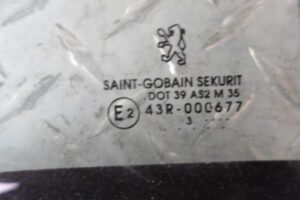 SAINT-GOBAIN SEKURIT
DOT 39 AS2 M 35
E2 43R-000677
3